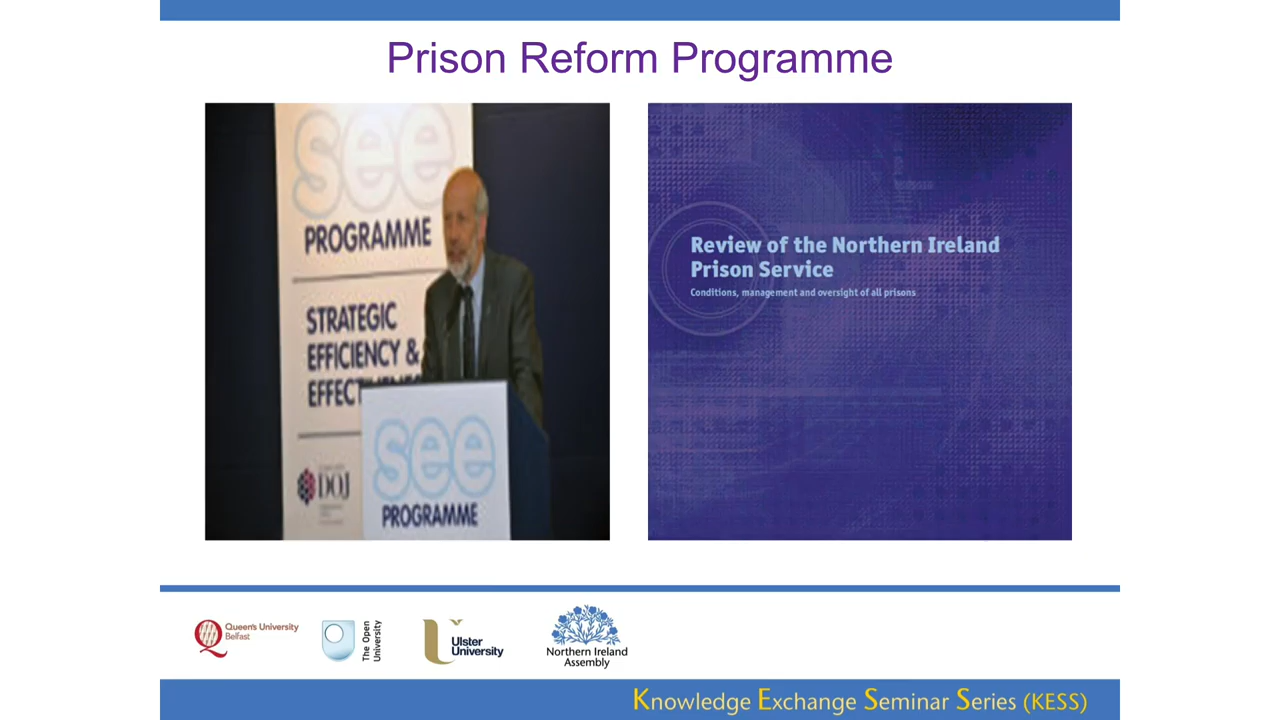 Prison Reform Programme
see
PROGRAMME
STRATEGIC
EFFICIENCY &
DOJ
see
PROGRAMME
Review of the Northern Ireland
Prison Service
Conditions, management and oversight of all prisons
Queen's University
Belfast
The Open
University
Ulster
University
Northern Ireland
Assembly
Knowledge Exchange Seminar Series (KESS)